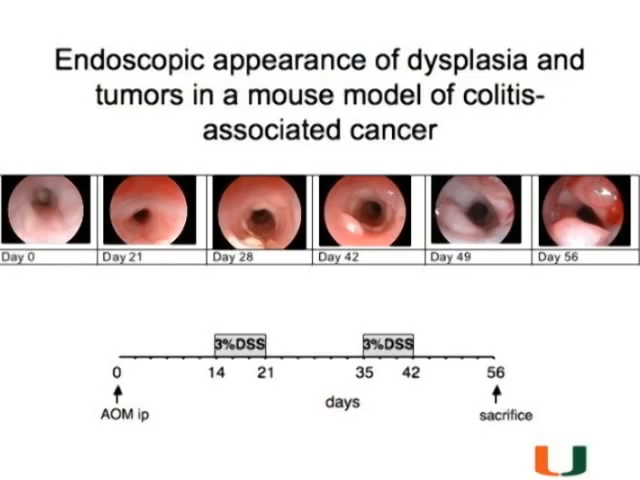 Endoscopic appearance of dysplasia and
tumors in a mouse model of colitis-
associated cancer
Day 0 Day 21 Day 28 Day 42 Day 49 Day 56
3%DSS 3%DSS
0 14 21 35 42 56
days
AOM ip sacrifice
U